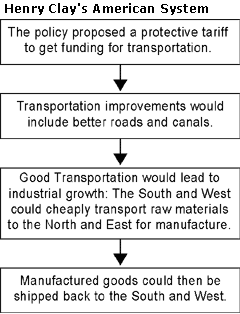 Henry Clay's American System
The policy proposed a protective tariff
to get funding for transportation.
Transportation improvements would
include better roads and canals.
Good Transportation would lead to
industrial growth: The South and West
could cheaply transport raw materials
to the North and East for manufacture.
Manufactured goods could then be
shipped back to the South and West.